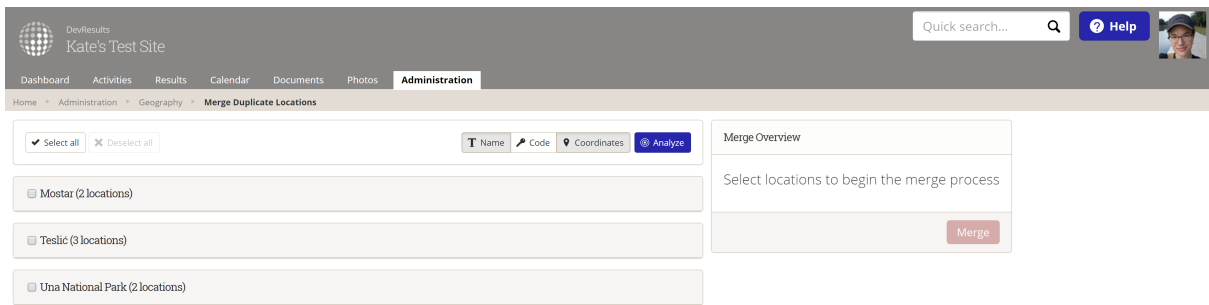 DevResults
Kate's Test Site
Quick search...
Help
Dashboard Activities Results Calendar Documents Photos Administration
Home Administration Geography Merge Duplicate Locations
Select all Deselect all Name Code Coordinates Analyze
Merge Overview
Mostar (2 locations)
Select locations to begin the merge process
Teslić (3 locations)
Merge
Una National Park (2 locations)